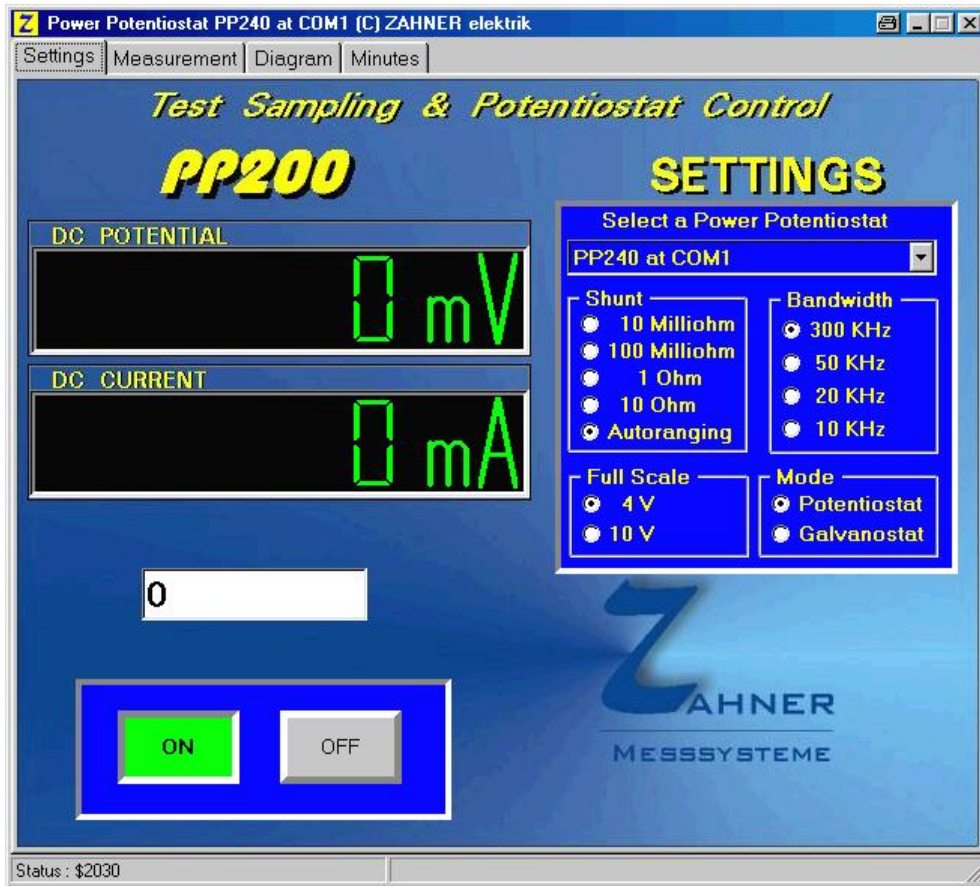 Power Potentiostat PP240 at COM1 (C) ZAHNER elektrik
Settings Measurement Diagram Minutes
Test Sampling & Potentiostat Control
PP200
DC POTENTIAL
0 mV
DC CURRENT
0 mA
0
ON OFF
SETTINGS
Select a Power Potentiostat
PP240 at COM1
Shunt
10 Milliohm
100 Milliohm
1 Ohm
10 Ohm
Autoranging
Bandwidth
300 KHz
50 KHz
20 KHz
10 KHz
Full Scale
4 V
10 V
Mode
Potentiostat
Galvanostat
ZAHNER
MESSSYSTEME
Status : $2030